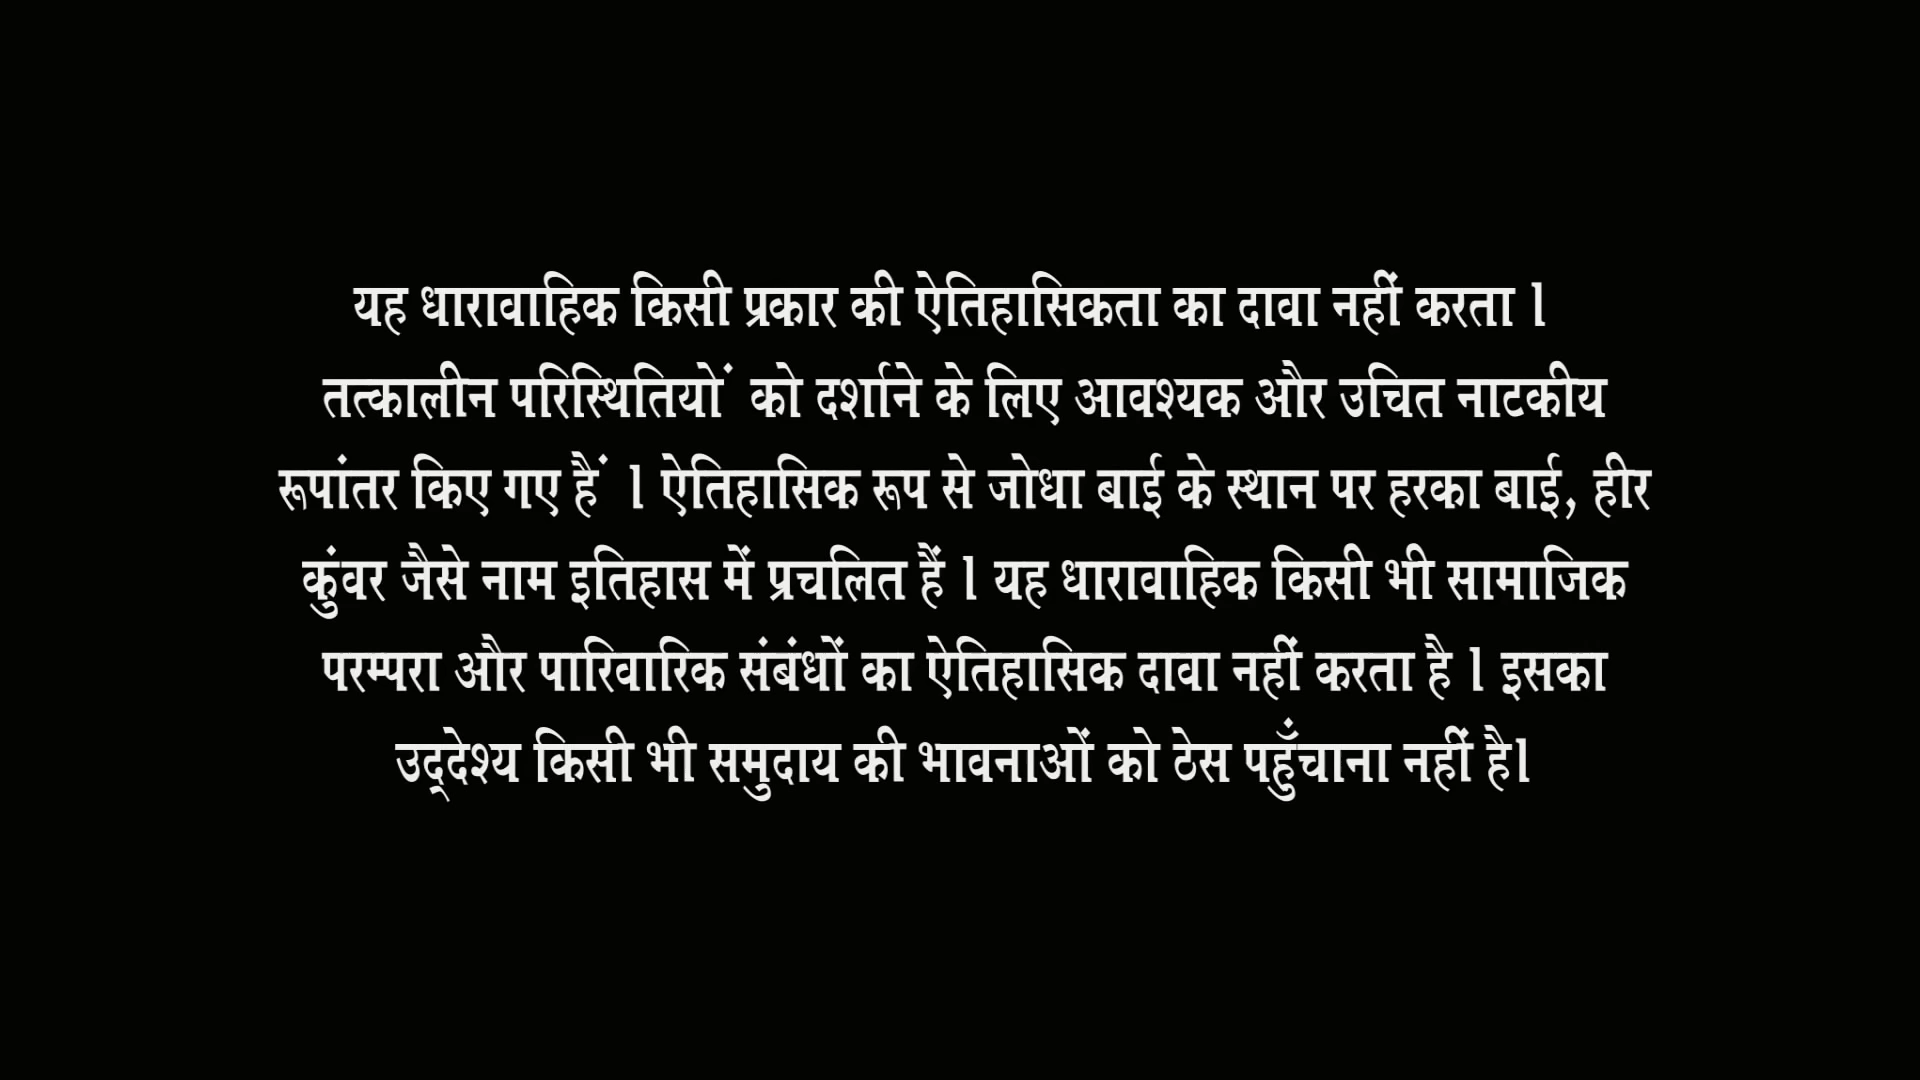 यह धारावाहिक किसी प्रकार की ऐतिहासिकता का दावा नहीं करता l
तत्कालीन परिस्थितियों को दर्शाने के लिए आवश्यक और उचित नाटकीय
रूपांतर किए गए हैं l ऐतिहासिक रूप से जोधा बाई के स्थान पर हरका बाई, हीर
कुंवर जैसे नाम इतिहास में प्रचलित हैं l यह धारावाहिक किसी भी सामाजिक
परम्परा और पारिवारिक संबंधों का ऐतिहासिक दावा नहीं करता है l इसका
उद्देश्य किसी भी समुदाय की भावनाओं को ठेस पहुँचाना नहीं है।